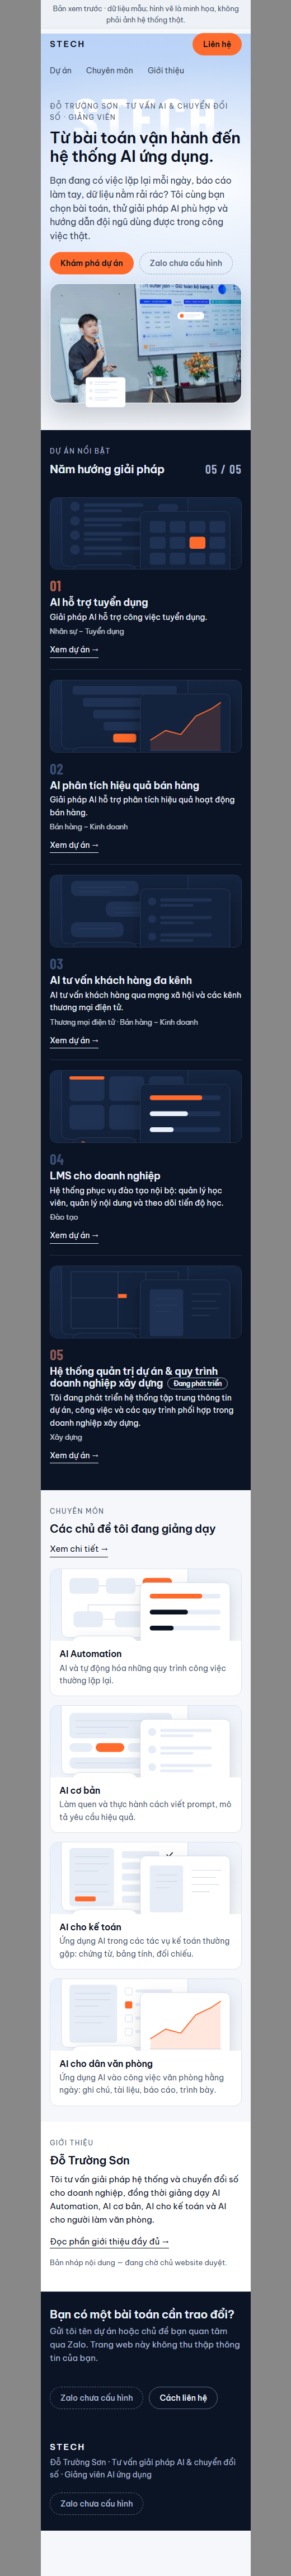 Bản xem trước · dữ liệu mẫu; hình vẽ là minh họa, không
phải ảnh hệ thống thật.
STECH
Liên hệ
Dự án Chuyên môn Giới thiệu
STECH
ĐỖ TRƯỜNG SƠN · TƯ VẤN AI & CHUYỂN ĐỔI
SỐ · GIẢNG VIÊN
Từ bài toán vận hành đến
hệ thống AI ứng dụng.
Bạn đang có việc lặp lại mỗi ngày, báo cáo
làm tay, dữ liệu nằm rải rác? Tôi cùng bạn
chọn bài toán, thử giải pháp AI phù hợp và
hướng dẫn đội ngũ dùng được trong công
việc thật.
Khám phá dự án
Zalo chưa cấu hình
DỰ ÁN NỔI BẬT
Năm hướng giải pháp
05 / 05
01
AI hỗ trợ tuyển dụng
Giải pháp AI hỗ trợ công việc tuyển dụng.
Nhân sự – Tuyển dụng
Xem dự án →
02
AI phân tích hiệu quả bán hàng
Giải pháp AI hỗ trợ phân tích hiệu quả hoạt động
bán hàng.
Bán hàng – Kinh doanh
Xem dự án →
03
AI tư vấn khách hàng đa kênh
AI tư vấn khách hàng qua mạng xã hội và các kênh
thương mại điện tử.
Thương mại điện tử · Bán hàng – Kinh doanh
Xem dự án →
04
LMS cho doanh nghiệp
Hệ thống phục vụ đào tạo nội bộ: quản lý học
viên, quản lý nội dung và theo dõi tiến độ học.
Đào tạo
Xem dự án →
05
Hệ thống quản trị dự án & quy trình
doanh nghiệp xây dựng Đang phát triển
Tôi đang phát triển hệ thống tập trung thông tin
dự án, công việc và các quy trình phối hợp trong
doanh nghiệp xây dựng.
Xây dựng
Xem dự án →
CHUYÊN MÔN
Các chủ đề tôi đang giảng dạy
Xem chi tiết →
AI Automation
AI và tự động hóa những quy trình công việc
thường lặp lại.
AI cơ bản
Làm quen và thực hành cách viết prompt, mô
tả yêu cầu hiệu quả.
AI cho kế toán
Ứng dụng AI trong các tác vụ kế toán thường
gặp: chứng từ, bảng tính, đối chiếu.
AI cho dân văn phòng
Ứng dụng AI vào công việc văn phòng hằng
ngày: ghi chú, tài liệu, báo cáo, trình bày.
GIỚI THIỆU
Đỗ Trường Sơn
Tôi tư vấn giải pháp hệ thống và chuyển đổi số
cho doanh nghiệp, đồng thời giảng dạy AI
Automation, AI cơ bản, AI cho kế toán và AI
cho người làm văn phòng.
Đọc phần giới thiệu đầy đủ →
Bản nháp nội dung — đang chờ chủ website duyệt.
Bạn có một bài toán cần trao đổi?
Gửi tôi tên dự án hoặc chủ đề bạn quan tâm
qua Zalo. Trang web này không thu thập thông
tin của bạn.
Zalo chưa cấu hình
Cách liên hệ
STECH
Đỗ Trường Sơn · Tư vấn giải pháp AI & chuyển đổi
số · Giảng viên AI ứng dụng
Zalo chưa cấu hình